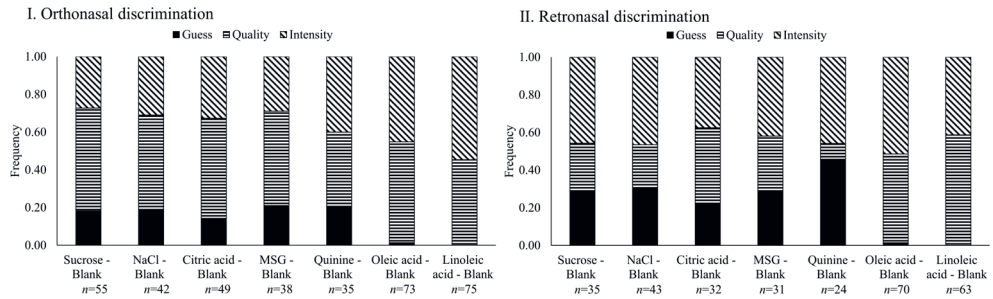 I. Orthonasal discrimination
Guess Quality Intensity
1.00
0.80
0.60
0.40
0.20
0.00
Frequency
Sucrose - Blank n=55
NaCl - Blank n=42
Citric acid - Blank n=49
MSG - Blank n=38
Quinine - Blank n=35
Oleic acid - Blank n=73
Linoleic acid - Blank n=75
II. Retronasal discrimination
Guess Quality Intensity
1.00
0.80
0.60
0.40
0.20
0.00
Frequency
Sucrose - Blank n=35
NaCl - Blank n=43
Citric acid - Blank n=32
MSG - Blank n=31
Quinine - Blank n=24
Oleic acid - Blank n=70
Linoleic acid - Blank n=63